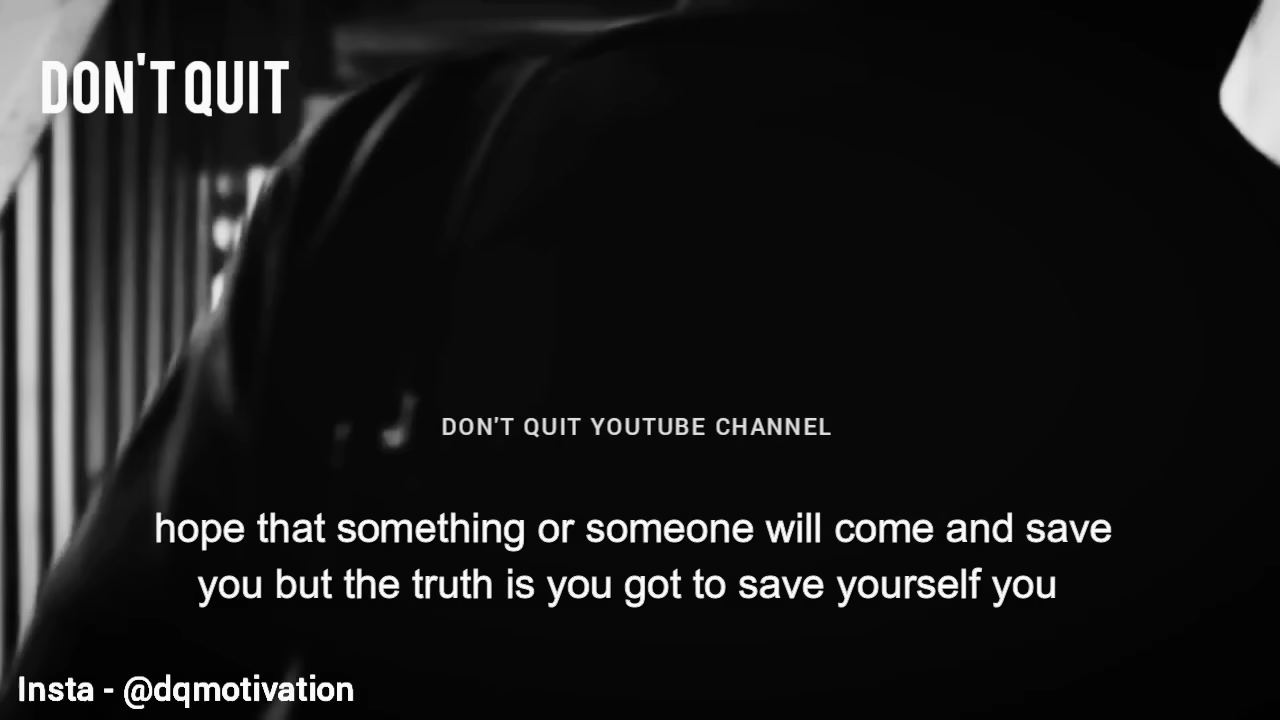 DON'T QUIT
DON'T QUIT YOUTUBE CHANNEL
hope that something or someone will come and save
you but the truth is you got to save yourself you
Insta - @dqmotivation